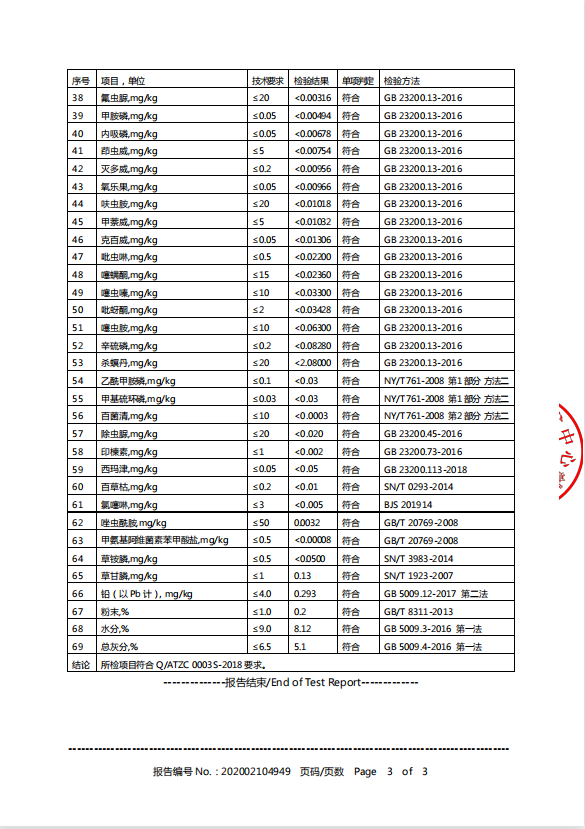 序号 项目，单位 技术要求 检验结果 单项判定 检验方法
38 氟虫脲,mg/kg ≤20 <0.00316 符合 GB 23200.13-2016
39 甲胺磷,mg/kg ≤0.05 <0.00494 符合 GB 23200.13-2016
40 内吸磷,mg/kg ≤0.05 <0.00678 符合 GB 23200.13-2016
41 茚虫威,mg/kg ≤5 <0.00754 符合 GB 23200.13-2016
42 灭多威,mg/kg ≤0.2 <0.00956 符合 GB 23200.13-2016
43 氧乐果,mg/kg ≤0.05 <0.00966 符合 GB 23200.13-2016
44 呋虫胺,mg/kg ≤20 <0.01018 符合 GB 23200.13-2016
45 甲萘威,mg/kg ≤5 <0.01032 符合 GB 23200.13-2016
46 克百威,mg/kg ≤0.05 <0.01306 符合 GB 23200.13-2016
47 吡虫啉,mg/kg ≤0.5 <0.02200 符合 GB 23200.13-2016
48 噻螨酮,mg/kg ≤15 <0.02360 符合 GB 23200.13-2016
49 噻虫嗪,mg/kg ≤10 <0.03300 符合 GB 23200.13-2016
50 吡蚜酮,mg/kg ≤2 <0.03428 符合 GB 23200.13-2016
51 噻虫胺,mg/kg ≤10 <0.06300 符合 GB 23200.13-2016
52 辛硫磷,mg/kg ≤0.2 <0.08280 符合 GB 23200.13-2016
53 杀螟丹,mg/kg ≤20 <2.08000 符合 GB 23200.13-2016
54 乙酰甲胺磷,mg/kg ≤0.1 <0.03 符合 NY/T761-2008 第1部分 方法二
55 甲基硫环磷,mg/kg ≤0.03 <0.03 符合 NY/T761-2008 第1部分 方法二
56 百菌清,mg/kg ≤10 <0.0003 符合 NY/T761-2008 第2部分 方法二
57 除虫脲,mg/kg ≤20 <0.020 符合 GB 23200.45-2016
58 印楝素,mg/kg ≤1 <0.002 符合 GB 23200.73-2016
59 西玛津,mg/kg ≤0.05 <0.05 符合 GB 23200.113-2018
60 百草枯,mg/kg ≤0.2 <0.01 符合 SN/T 0293-2014
61 氯噻啉,mg/kg ≤3 <0.005 符合 BJS 201914
62 唑虫酰胺,mg/kg ≤50 0.0032 符合 GB/T 20769-2008
63 甲氨基阿维菌素苯甲酸盐,mg/kg ≤0.5 <0.00008 符合 GB/T 20769-2008
64 草铵膦,mg/kg ≤0.5 <0.0500 符合 SN/T 3983-2014
65 草甘膦,mg/kg ≤1 0.13 符合 SN/T 1923-2007
66 铅（以 Pb 计），mg/kg ≤4.0 0.293 符合 GB 5009.12-2017 第二法
67 粉末,% ≤1.0 0.2 符合 GB/T 8311-2013
68 水分,% ≤9.0 8.12 符合 GB 5009.3-2016 第一法
69 总灰分,% ≤6.5 5.1 符合 GB 5009.4-2016 第一法
结论 所检项目符合 Q/ATZC 0003S-2018 要求。
--------------报告结束/End of Test Report-------------
报告编号 No.：202002104949 页码/页数 Page 3 of 3
中心